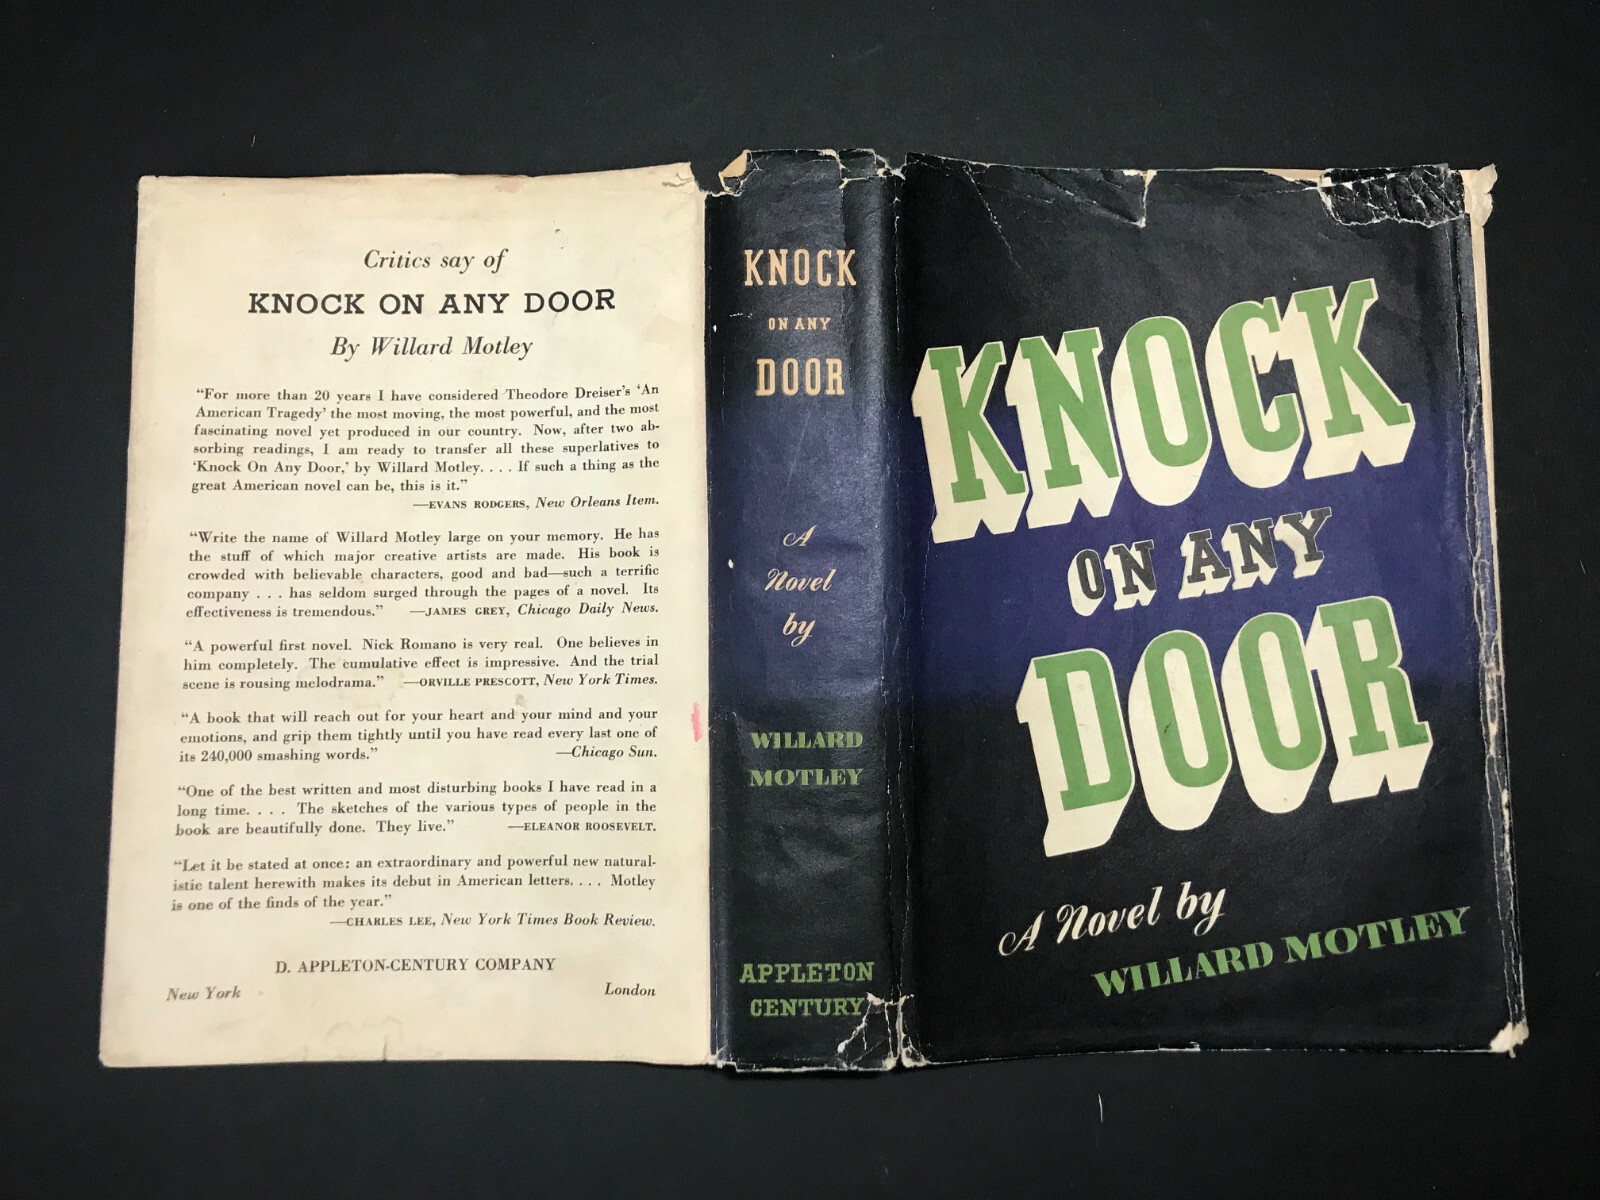 Critics say of
KNOCK ON ANY DOOR
By Willard Motley
“For more than 20 years I have considered Theodore Dreiser’s ‘An
American Tragedy’ the most moving, the most powerful, and the most
fascinating novel yet produced in our country. Now, after two ab-
sorbing readings, I am ready to transfer all these superlatives to
‘Knock On Any Door,’ by Willard Motley. . . . If such a thing as the
great American novel can be, this is it.”
—EVANS RODGERS, New Orleans Item.
“Write the name of Willard Motley large on your memory. He has
the stuff of which major creative artists are made. His book is
crowded with believable characters, good and bad—such a terrific
company . . . has seldom surged through the pages of a novel. Its
effectiveness is tremendous.” —JAMES GREY, Chicago Daily News.
“A powerful first novel. Nick Romano is very real. One believes in
him completely. The cumulative effect is impressive. And the trial
scene is rousing melodrama.” —ORVILLE PRESCOTT, New York Times.
“A book that will reach out for your heart and your mind and your
emotions, and grip them tightly until you have read every last one of
its 240,000 smashing words.” —Chicago Sun.
“One of the best written and most disturbing books I have read in a
long time. . . . The sketches of the various types of people in the
book are beautifully done. They live.” —ELEANOR ROOSEVELT.
“Let it be stated at once: an extraordinary and powerful new natural-
istic talent herewith makes its debut in American letters. . . . Motley
is one of the finds of the year.”
—CHARLES LEE, New York Times Book Review.
D. APPLETON-CENTURY COMPANY
New York London
KNOCK
ON ANY
DOOR
A
Novel
by
WILLARD
MOTLEY
APPLETON
CENTURY
KNOCK
ON ANY
DOOR
A Novel by
WILLARD MOTLEY